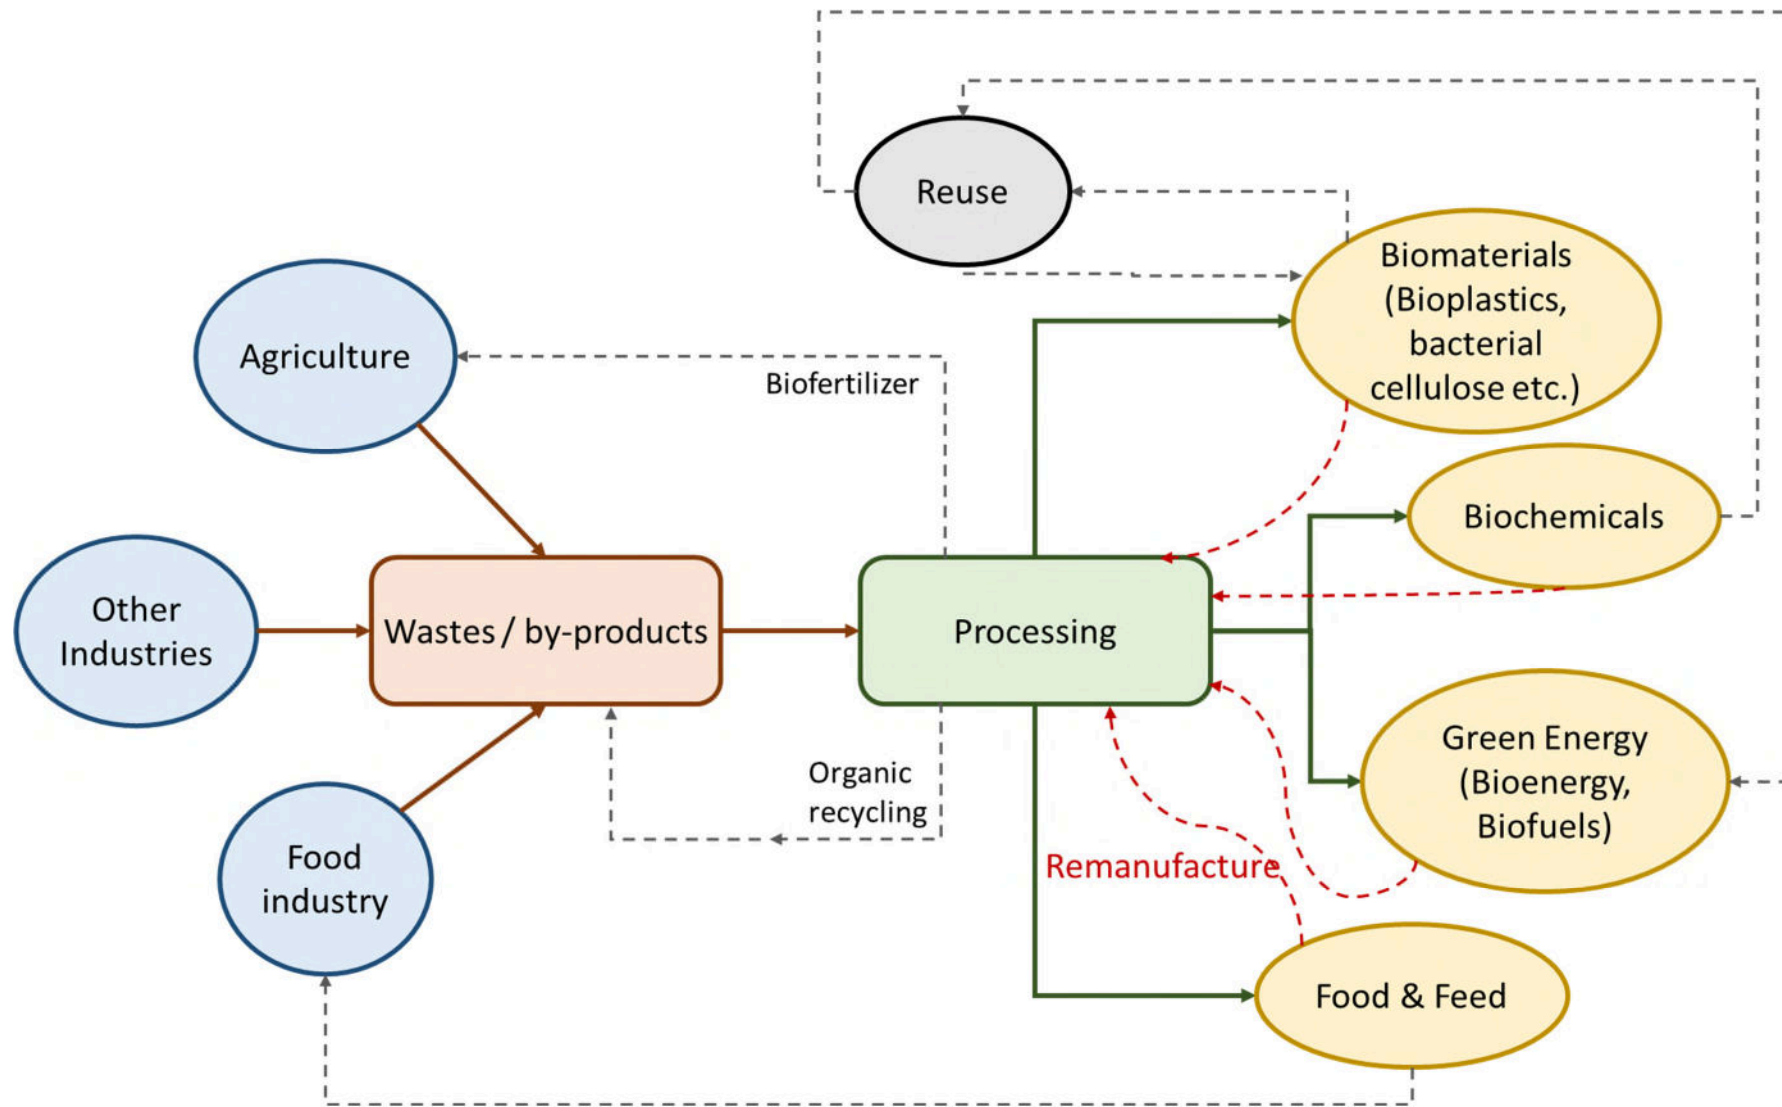 Reuse
Biomaterials
(Bioplastics,
bacterial
cellulose etc.)
Agriculture
Biofertilizer
Biochemicals
Other
Industries
Wastes / by-products
Processing
Green Energy
(Bioenergy,
Biofuels)
Organic
recycling
Food
industry
Remanufacture
Food & Feed